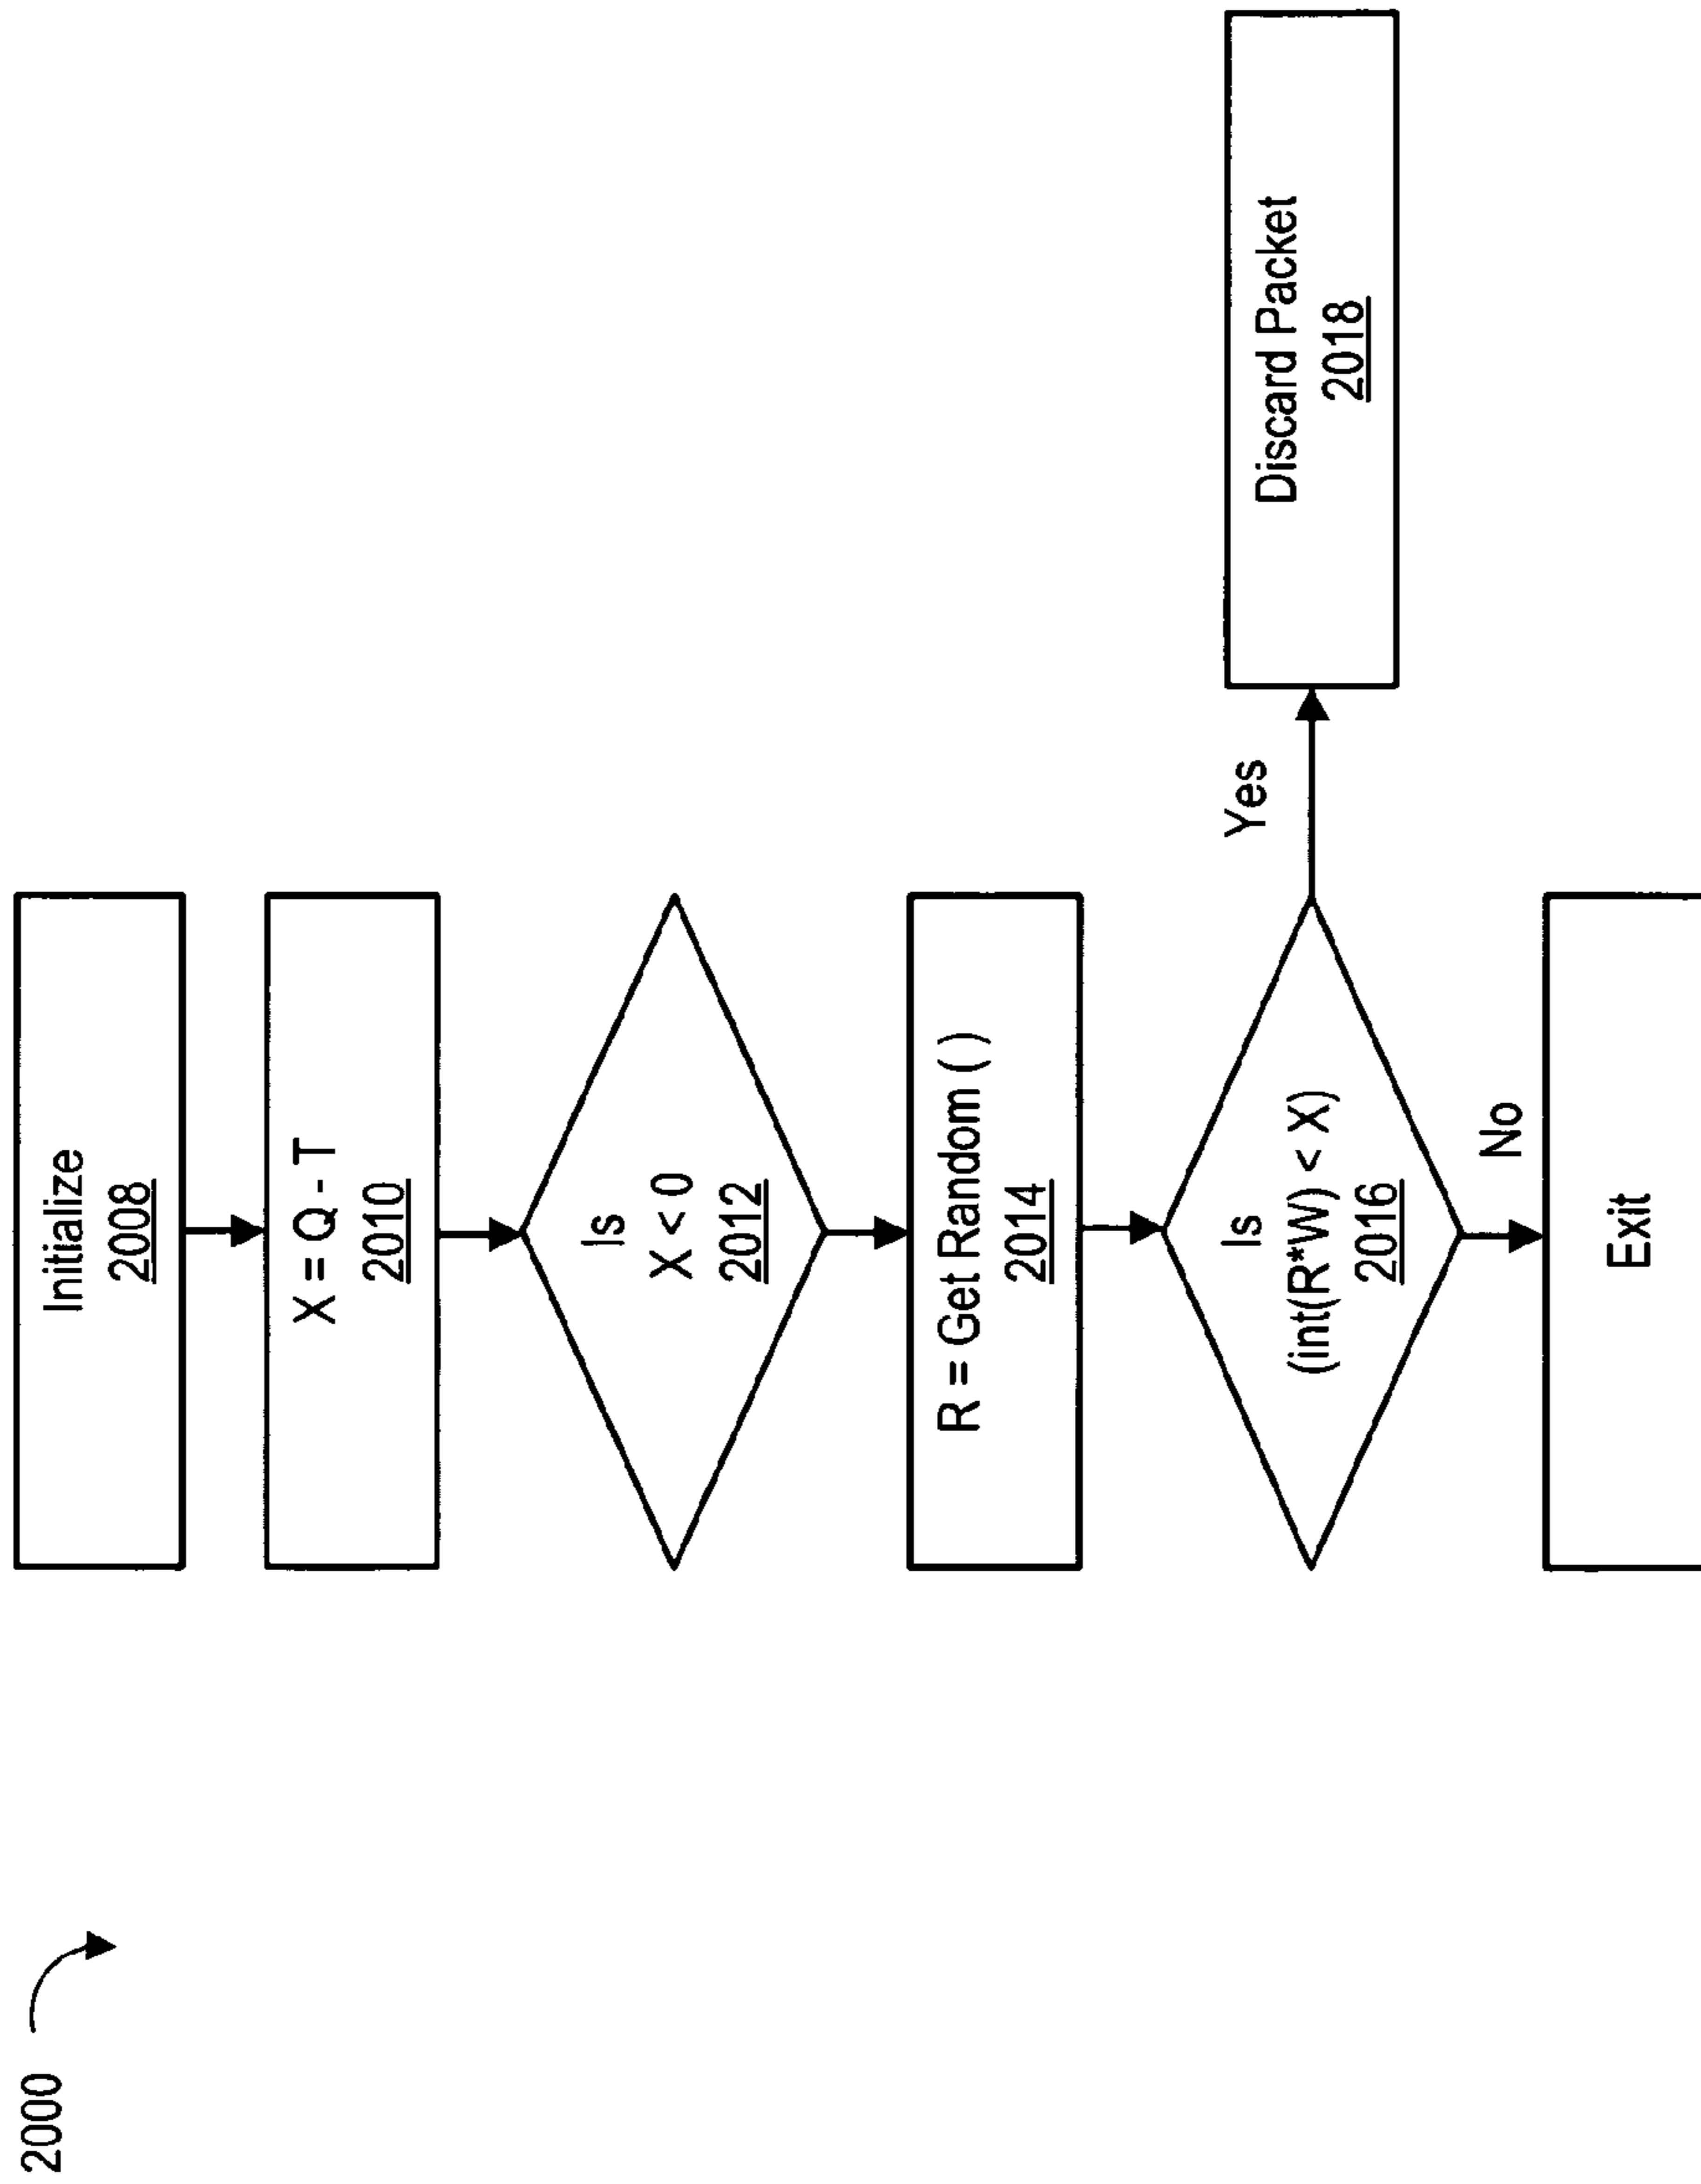 2000
Initialize
2008
X = Q - T
2010
Is
X < 0
2012
R = Get Random ( )
2014
Is
(int(R*W) < X)
2016
Yes
Discard Packet
2018
No
Exit